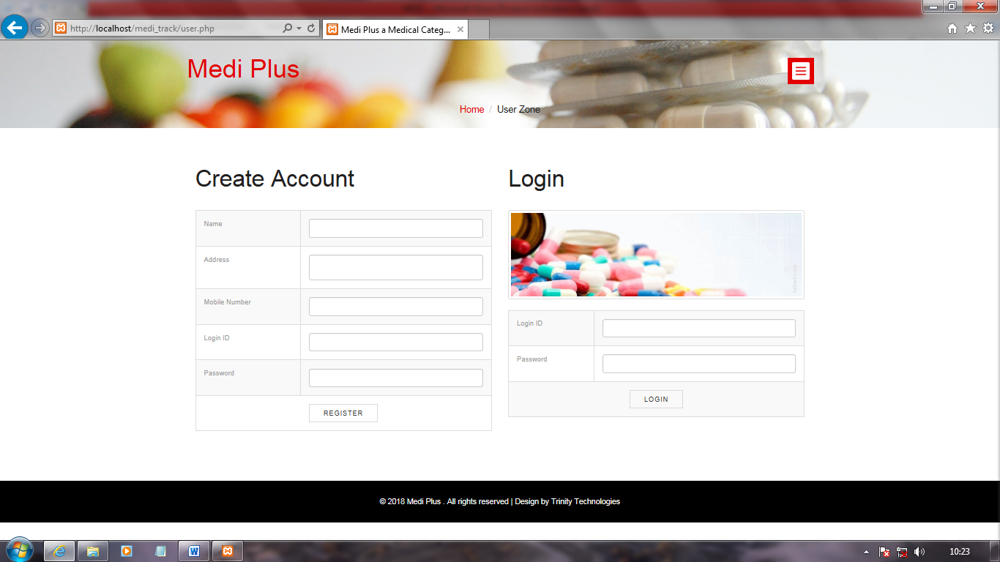 http://localhost/medi_track/user.php
Medi Plus a Medical Categ...
Medi Plus
Home / User Zone
Create Account
Name
Address
Mobile Number
Login ID
Password
REGISTER
Login
Login ID
Password
LOGIN
© 2018 Medi Plus . All rights reserved | Design by Trinity Technologies
10:23